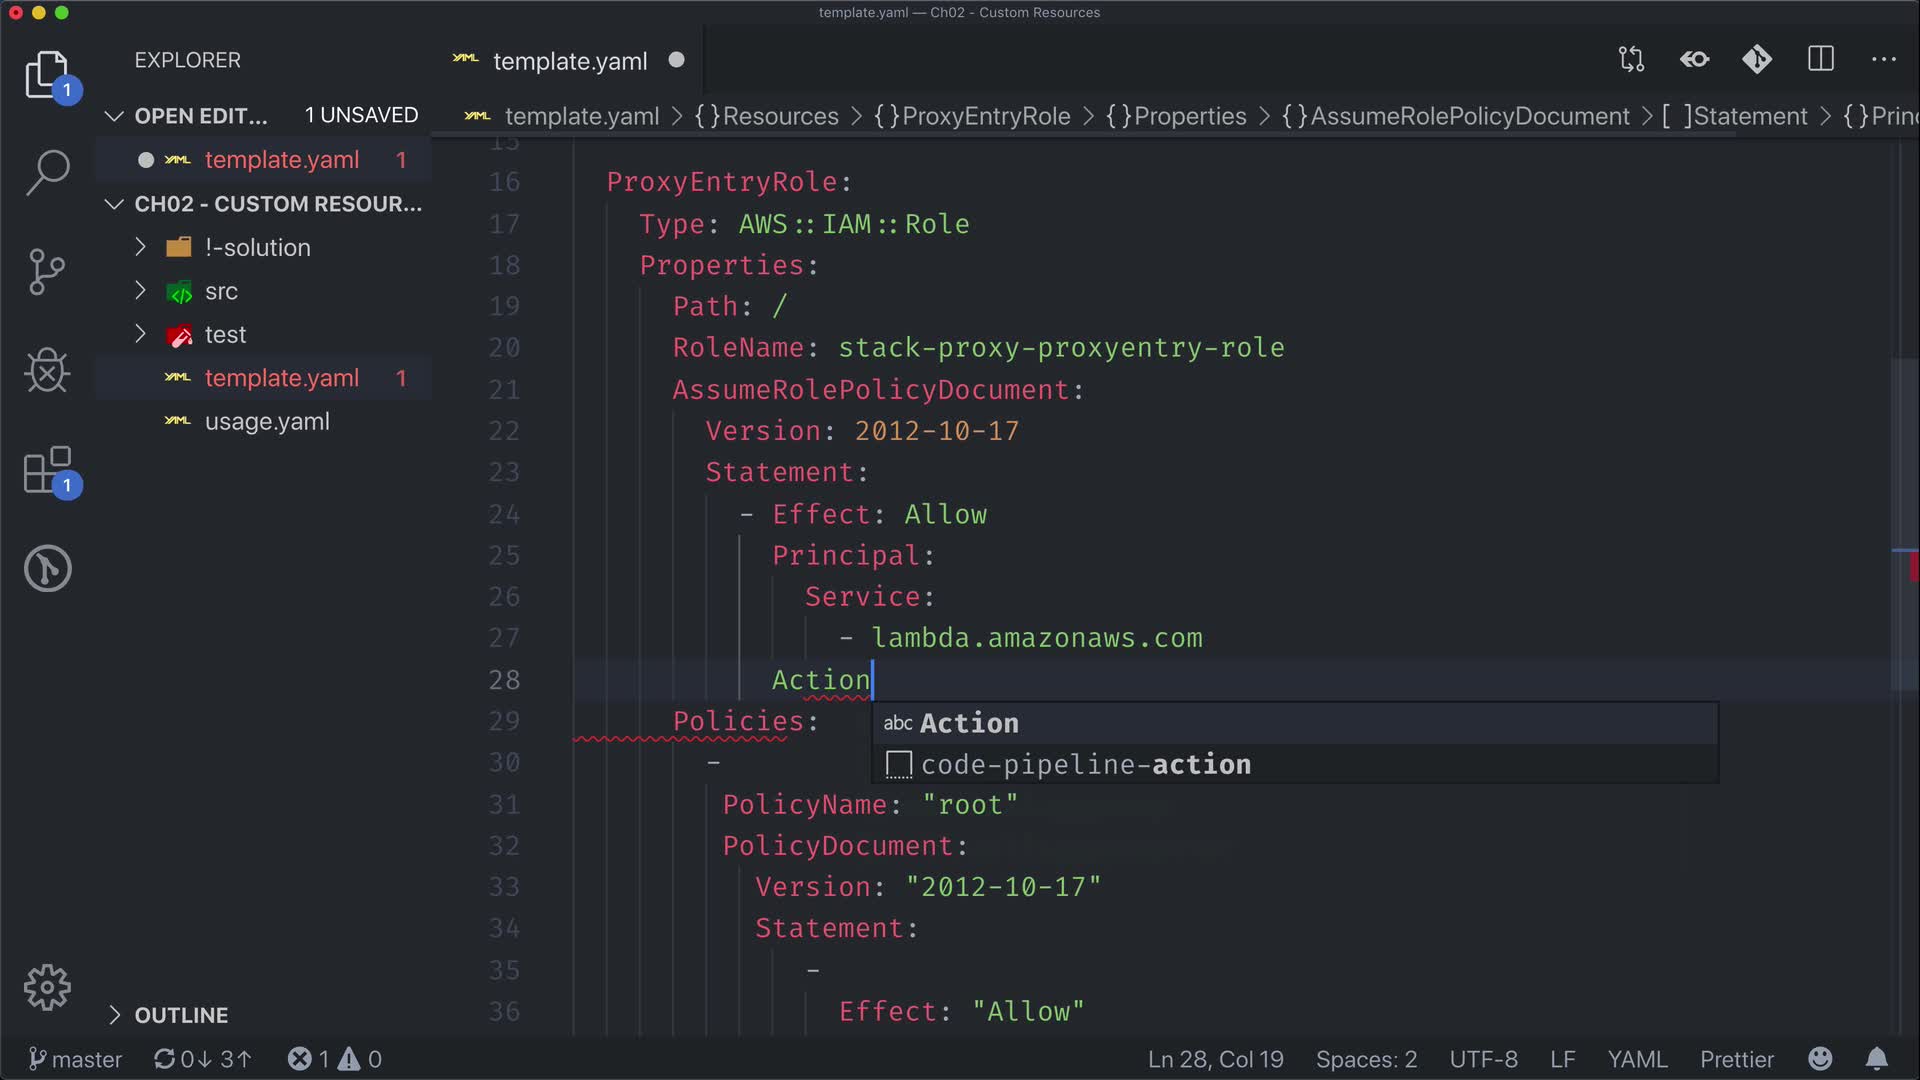 template.yaml — Ch02 - Custom Resources
EXPLORER
OPEN EDIT... 1 UNSAVED
template.yaml 1
CH02 - CUSTOM RESOUR...
!-solution
src
test
template.yaml 1
usage.yaml
OUTLINE
1
1
template.yaml
template.yaml > {}Resources > {}ProxyEntryRole > {}Properties > {}AssumeRolePolicyDocument > [ ]Statement > {}Princ
15
16 ProxyEntryRole:
17 Type: AWS::IAM::Role
18 Properties:
19 Path: /
20 RoleName: stack-proxy-proxyentry-role
21 AssumeRolePolicyDocument:
22 Version: 2012-10-17
23 Statement:
24 - Effect: Allow
25 Principal:
26 Service:
27 - lambda.amazonaws.com
28 Action
29 Policies:
30 -
31 PolicyName: "root"
32 PolicyDocument:
33 Version: "2012-10-17"
34 Statement:
35 -
36 Effect: "Allow"
abc Action
code-pipeline-action
master 0↓ 3↑ 1 0 Ln 28, Col 19 Spaces: 2 UTF-8 LF YAML Prettier